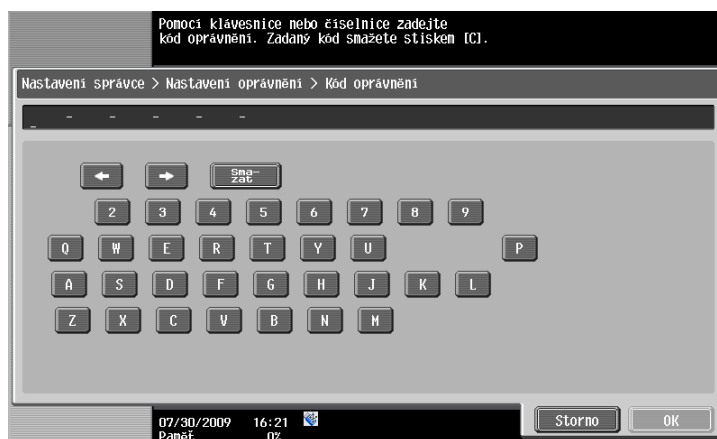 Pomocí klávesnice nebo číselnice zadejte
kód oprávnění. Zadaný kód smažete stiskem [C].
Nastavení správce > Nastavení oprávnění > Kód oprávnění
_ - - - - -
Sma-
zat
2 3 4 5 6 7 8 9
Q W E R T Y U P
A S D F G H J K L
Z X C V B N M
Storno OK
07/30/2009 16:21
Paměť 0%